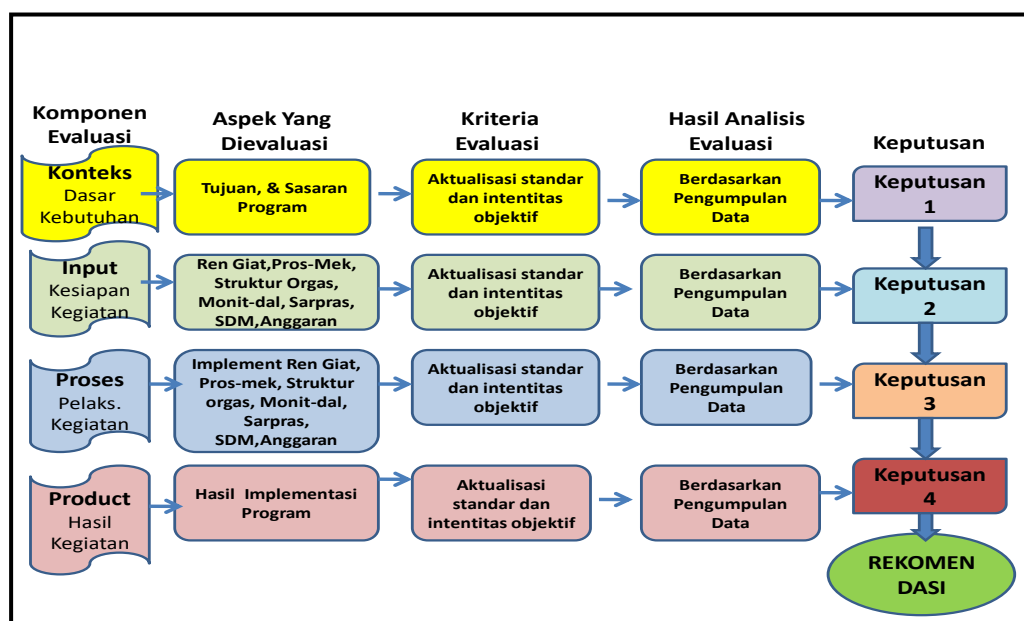 Komponen
Evaluasi
Aspek Yang
Dievaluasi
Kriteria
Evaluasi
Hasil Analisis
Evaluasi
Keputusan
Konteks
Dasar
Kebutuhan
Tujuan, & Sasaran
Program
Aktualisasi standar
dan intentitas
objektif
Berdasarkan
Pengumpulan
Data
Keputusan
1
Input
Kesiapan
Kegiatan
Ren Giat,Pros-Mek,
Struktur Orgas,
Monit-dal, Sarpras,
SDM,Anggaran
Aktualisasi standar
dan intentitas
objektif
Berdasarkan
Pengumpulan
Data
Keputusan
2
Proses
Pelaks.
Kegiatan
Implement Ren Giat,
Pros-mek, Struktur
orgas, Monit-dal,
Sarpras,
SDM,Anggaran
Aktualisasi standar
dan intentitas
objektif
Berdasarkan
Pengumpulan
Data
Keputusan
3
Product
Hasil
Kegiatan
Hasil Implementasi
Program
Aktualisasi
standar dan
intentitas objektif
Berdasarkan
Pengumpulan
Data
Keputusan
4
REKOMEN
DASI